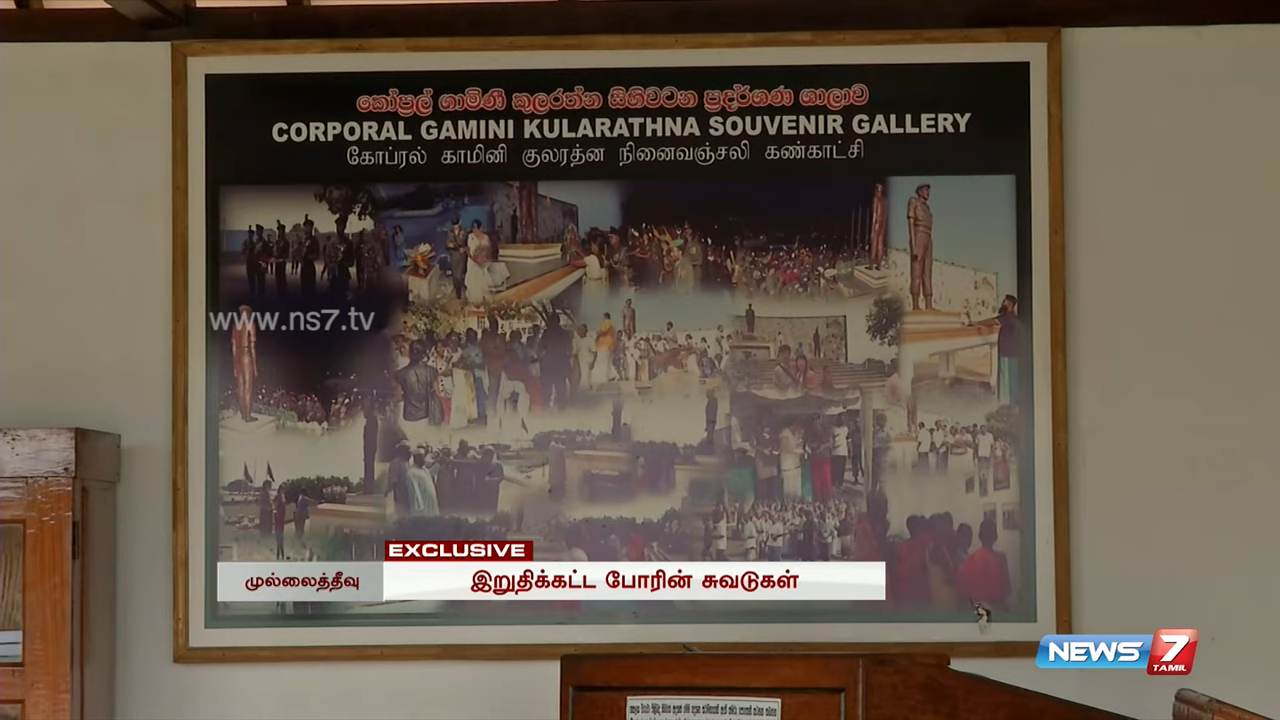 කෝප්‍රල් ගාමිණී කුලරත්න සිහිවටන ප්‍රදර්ශණ ශාලාව
CORPORAL GAMINI KULARATHNA SOUVENIR GALLERY
கோப்ரல் காமினி குலரத்ன நினைவஞ்சலி கண்காட்சி
www.ns7.tv
EXCLUSIVE
முல்லைத்தீவு
இறுதிக்கட்ட போரின் சுவடுகள்
NEWS 7
TAMIL